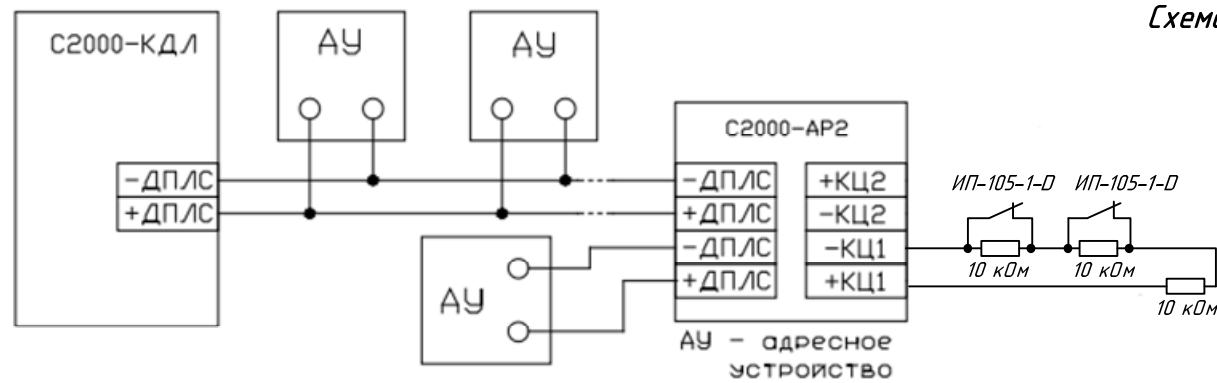 Схема
С2000-КДЛ
АУ
АУ
-ДПЛС
+ДПЛС
С2000-АР2
-ДПЛС
+КЦ2
+ДПЛС
-КЦ2
-ДПЛС
-КЦ1
+ДПЛС
+КЦ1
АУ
ИП-105-1-D
ИП-105-1-D
10 кОм
10 кОм
10 кОм
АУ - адресное
устройство